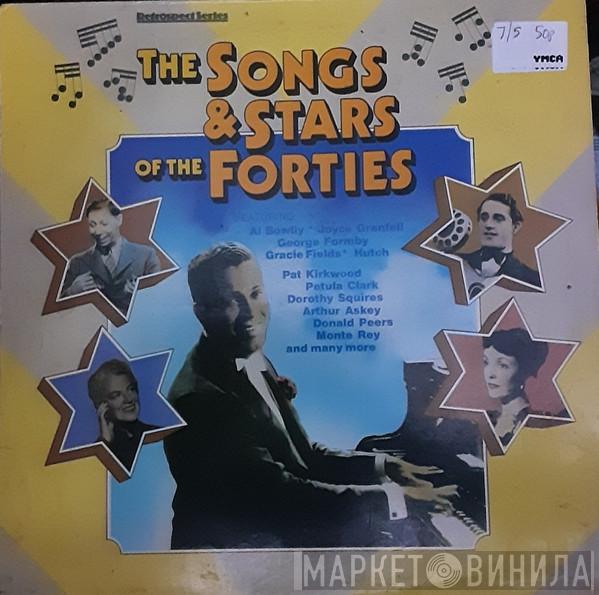 Retrospect Series
7/5 50p
YMCA
THE SONGS
& STARS
OF THE FORTIES
FEATURING:
Al Bowlly * Joyce Grenfell
George Formby
Gracie Fields * Hutch
Pat Kirkwood
Petula Clark
Dorothy Squires
Arthur Askey
Donald Peers
Monte Rey
and many more
МАРКЕТ ВИНИЛА